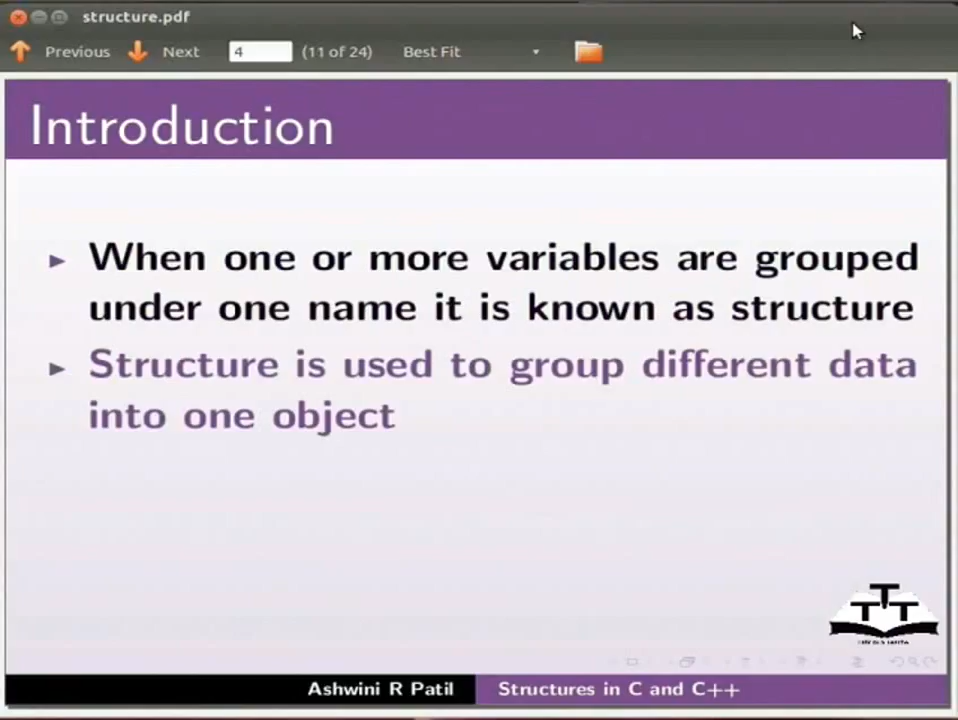 structure.pdf
Previous Next 4 (11 of 24) Best Fit
Introduction
When one or more variables are grouped
under one name it is known as structure
Structure is used to group different data
into one object
T
T T
Ashwini R Patil Structures in C and C++